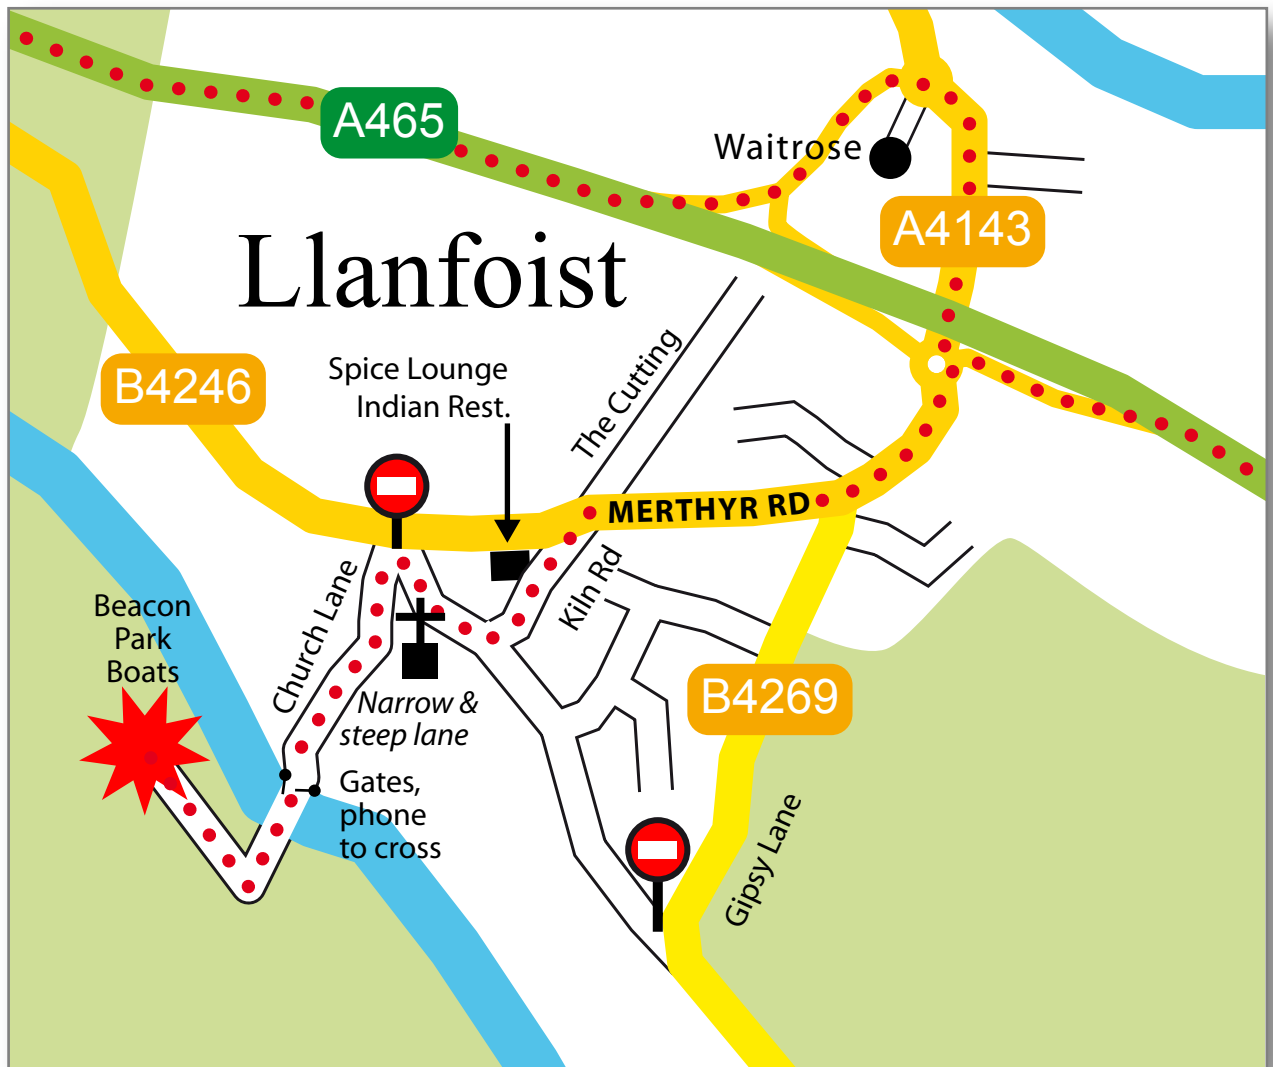 A465
Waitrose
A4143
Llanfoist
B4246
Spice Lounge
Indian Rest.
The Cutting
MERTHYR RD
Kiln Rd
Church Lane
Beacon
Park
Boats
Narrow &
steep lane
B4269
Gates,
phone
to cross
Gipsy Lane